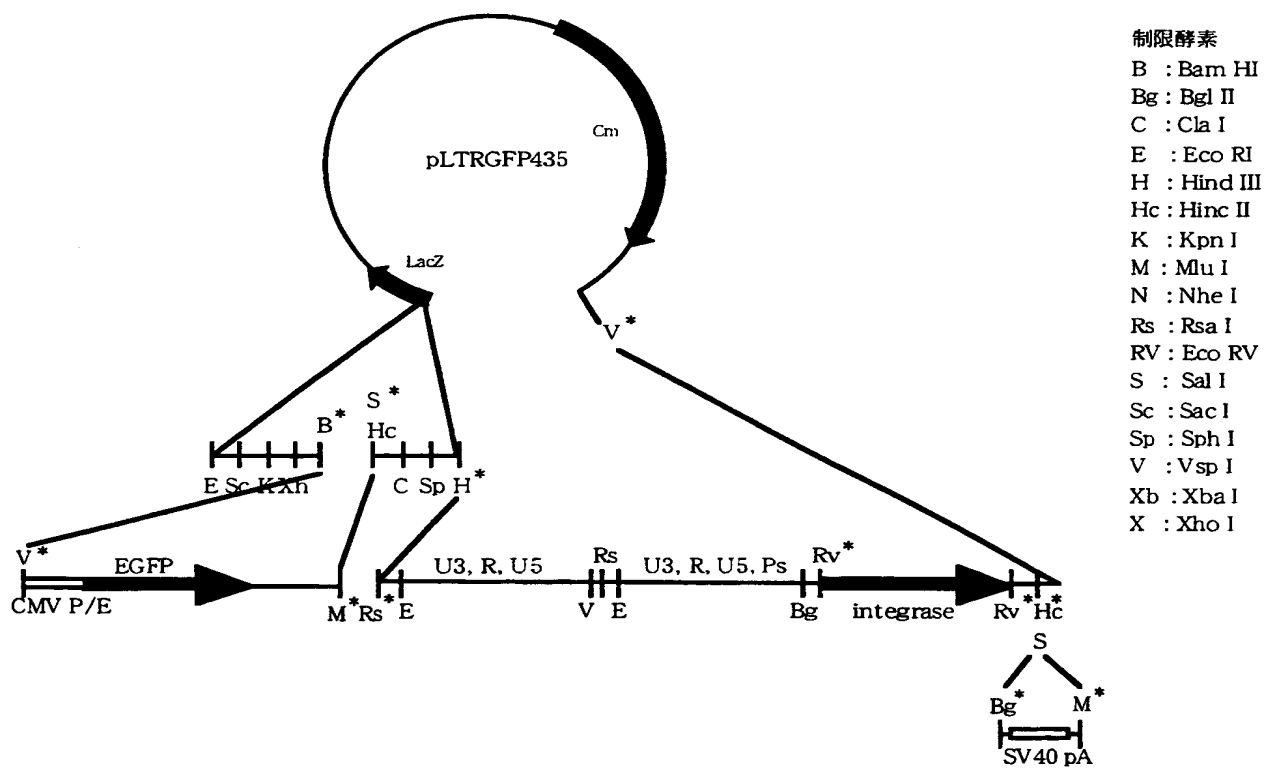 制限酵素
B : Bam HI
Bg : Bgl II
C : Cla I
E : Eco RI
H : Hind III
Hc : Hinc II
K : Kpn I
M : Mlu I
N : Nhe I
Rs : Rsa I
RV : Eco RV
S : Sal I
Sc : Sac I
Sp : Sph I
V : Vsp I
Xb : Xba I
X : Xho I
Cm
pLTRGFP435
LacZ
V*
S*
B* Hc
E Sc K Xh C Sp H*
V* EGFP U3, R, U5 Rs U3, R, U5, Ps Rv*
CMV P/E M* Rs* E V E Bg integrase Rv* Hc*
S
Bg* M*
SV40 pA